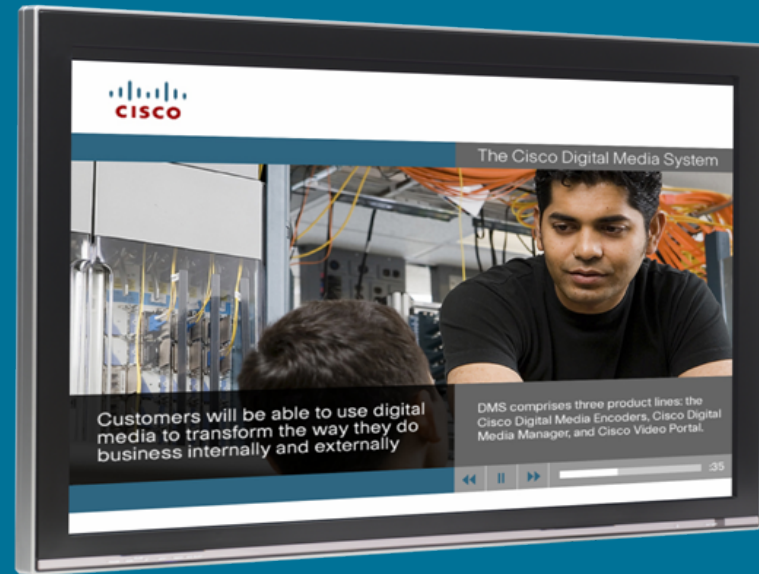 CISCO
The Cisco Digital Media System
Customers will be able to use digital
media to transform the way they do
business internally and externally
DMS comprises three product lines: the
Cisco Digital Media Encoders, Cisco Digital
Media Manager, and Cisco Video Portal.
:35